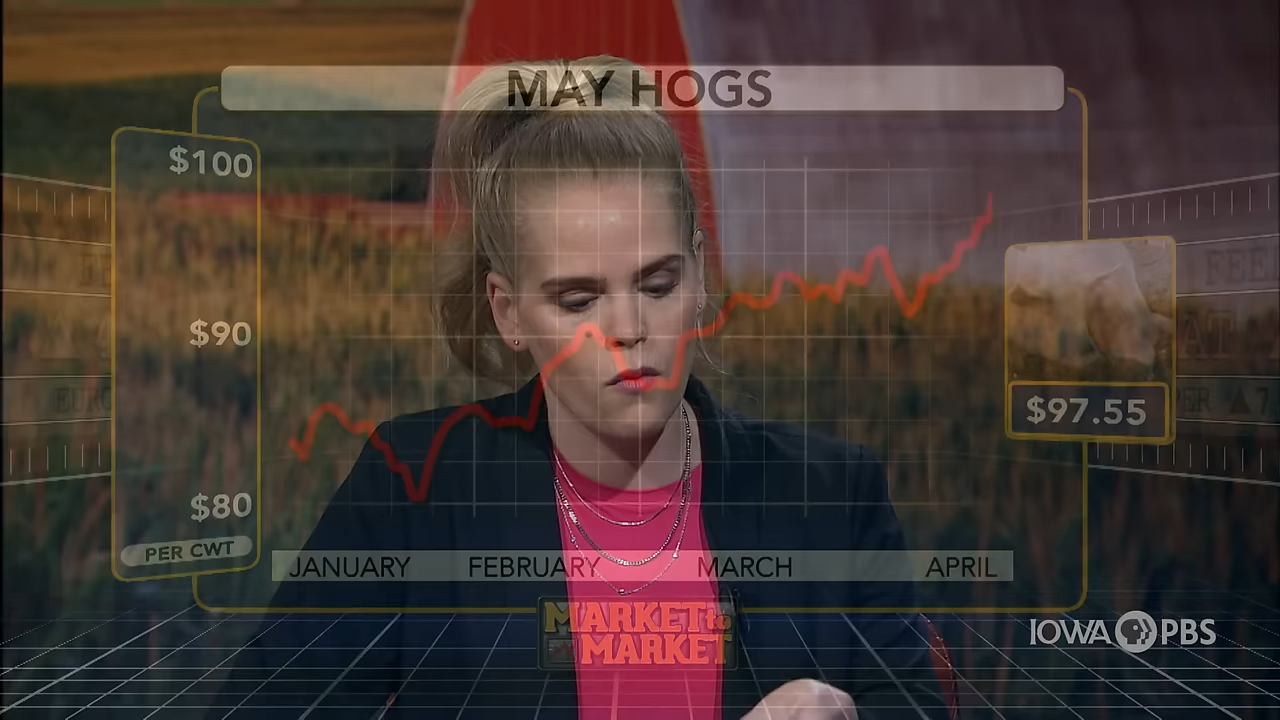 MAY HOGS
$100
$90
$80
PER CWT
$97.55
JANUARY FEBRUARY MARCH APRIL
MARKET to
MARKET
IOWA PBS